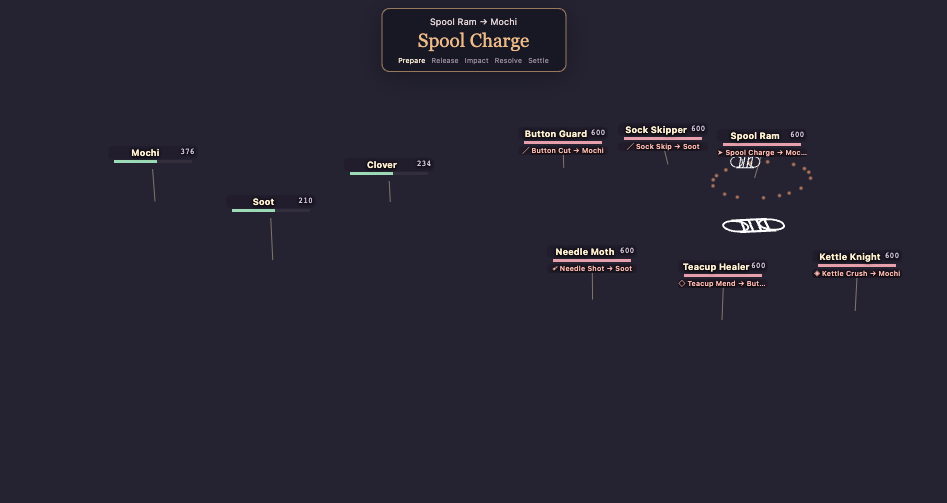 Spool Ram → Mochi
Spool Charge
Prepare Release Impact Resolve Settle
Mochi 376
Soot 210
Clover 234
Button Guard 600
Button Cut → Mochi
Sock Skipper 600
Sock Skip → Soot
Spool Ram 600
Spool Charge → Moc...
Needle Moth 600
Needle Shot → Soot
Teacup Healer 600
Teacup Mend → But...
Kettle Knight 600
Kettle Crush → Mochi